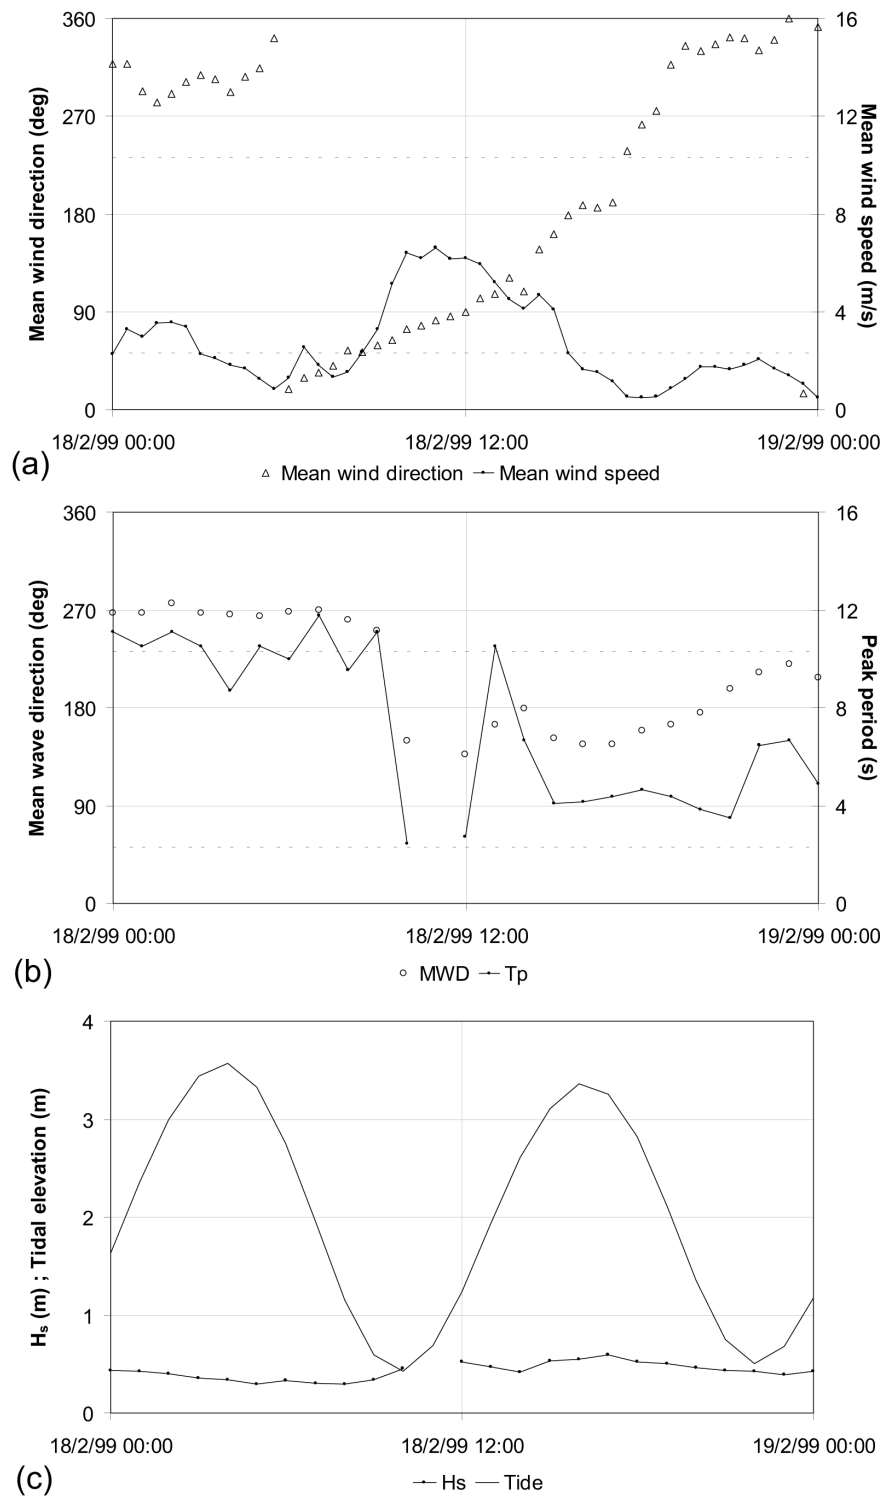 360
270
180
90
0
Mean wind direction (deg)
16
12
8
4
0
Mean wind speed (m/s)
18/2/99 00:00
18/2/99 12:00
19/2/99 00:00
(a)
Mean wind direction
Mean wind speed
360
270
180
90
0
Mean wave direction (deg)
16
12
8
4
0
Peak period (s)
18/2/99 00:00
18/2/99 12:00
19/2/99 00:00
(b)
MWD
Tp
4
3
2
1
0
Hs (m) ; Tidal elevation (m)
18/2/99 00:00
18/2/99 12:00
19/2/99 00:00
(c)
Hs
Tide